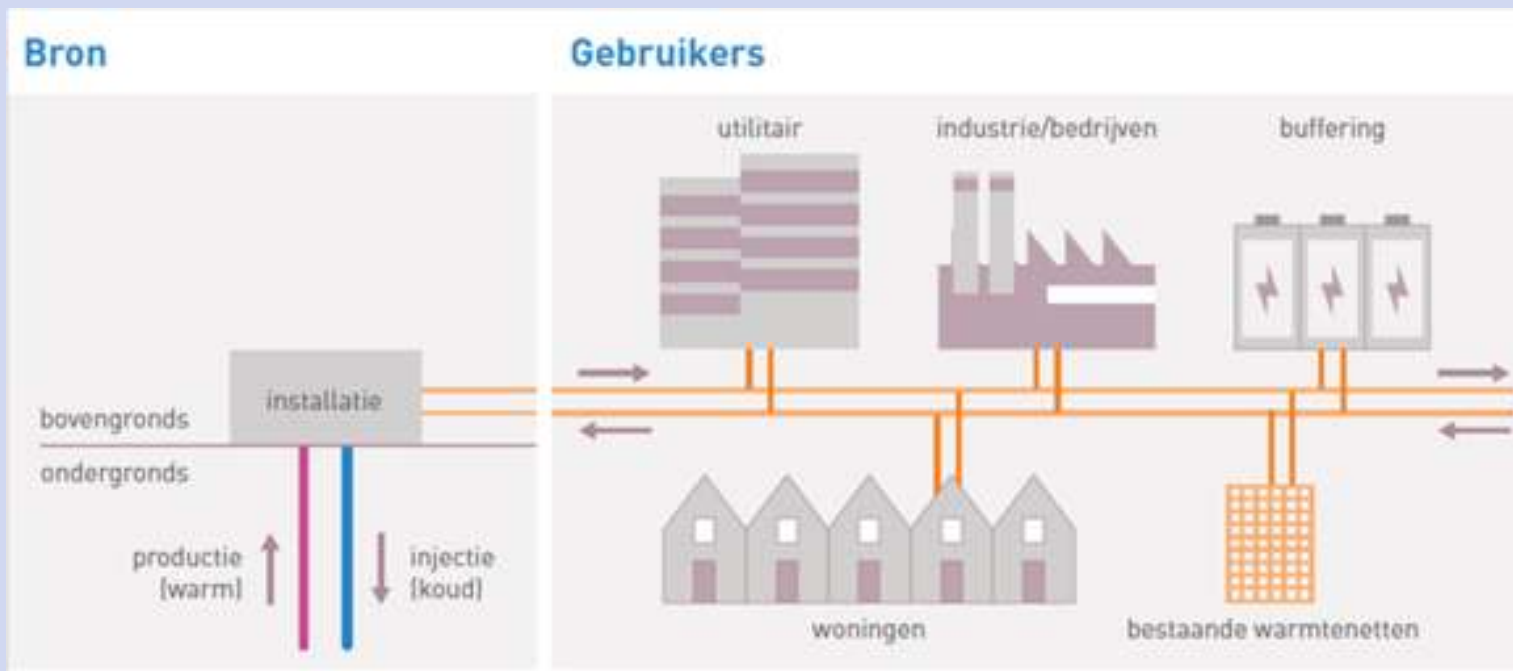 Bron
installatie
bovengronds
ondergronds
productie
(warm)
injectie
(koud)
Gebruikers
utilitair
industrie/bedrijven
buffering
woningen
bestaande warmtenetten